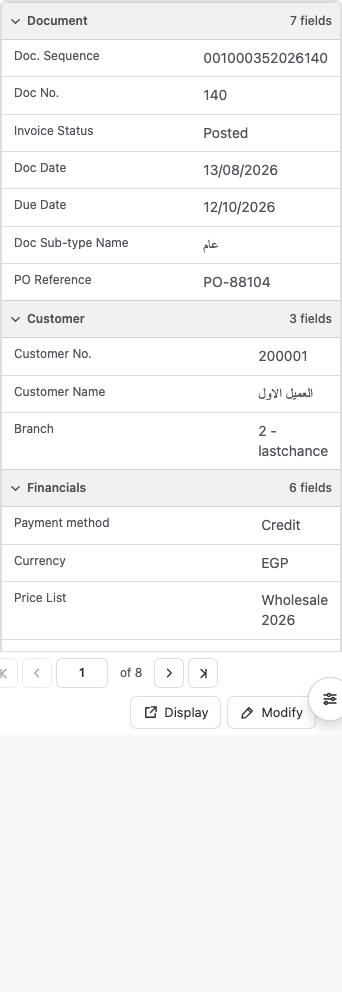 Document 7 fields
Doc. Sequence 001000352026140
Doc No. 140
Invoice Status Posted
Doc Date 13/08/2026
Due Date 12/10/2026
Doc Sub-type Name عام
PO Reference PO-88104
Customer 3 fields
Customer No. 200001
Customer Name العميل الاول
Branch 2 -
lastchance
Financials 6 fields
Payment method Credit
Currency EGP
Price List Wholesale
2026
1 of 8
Display Modify